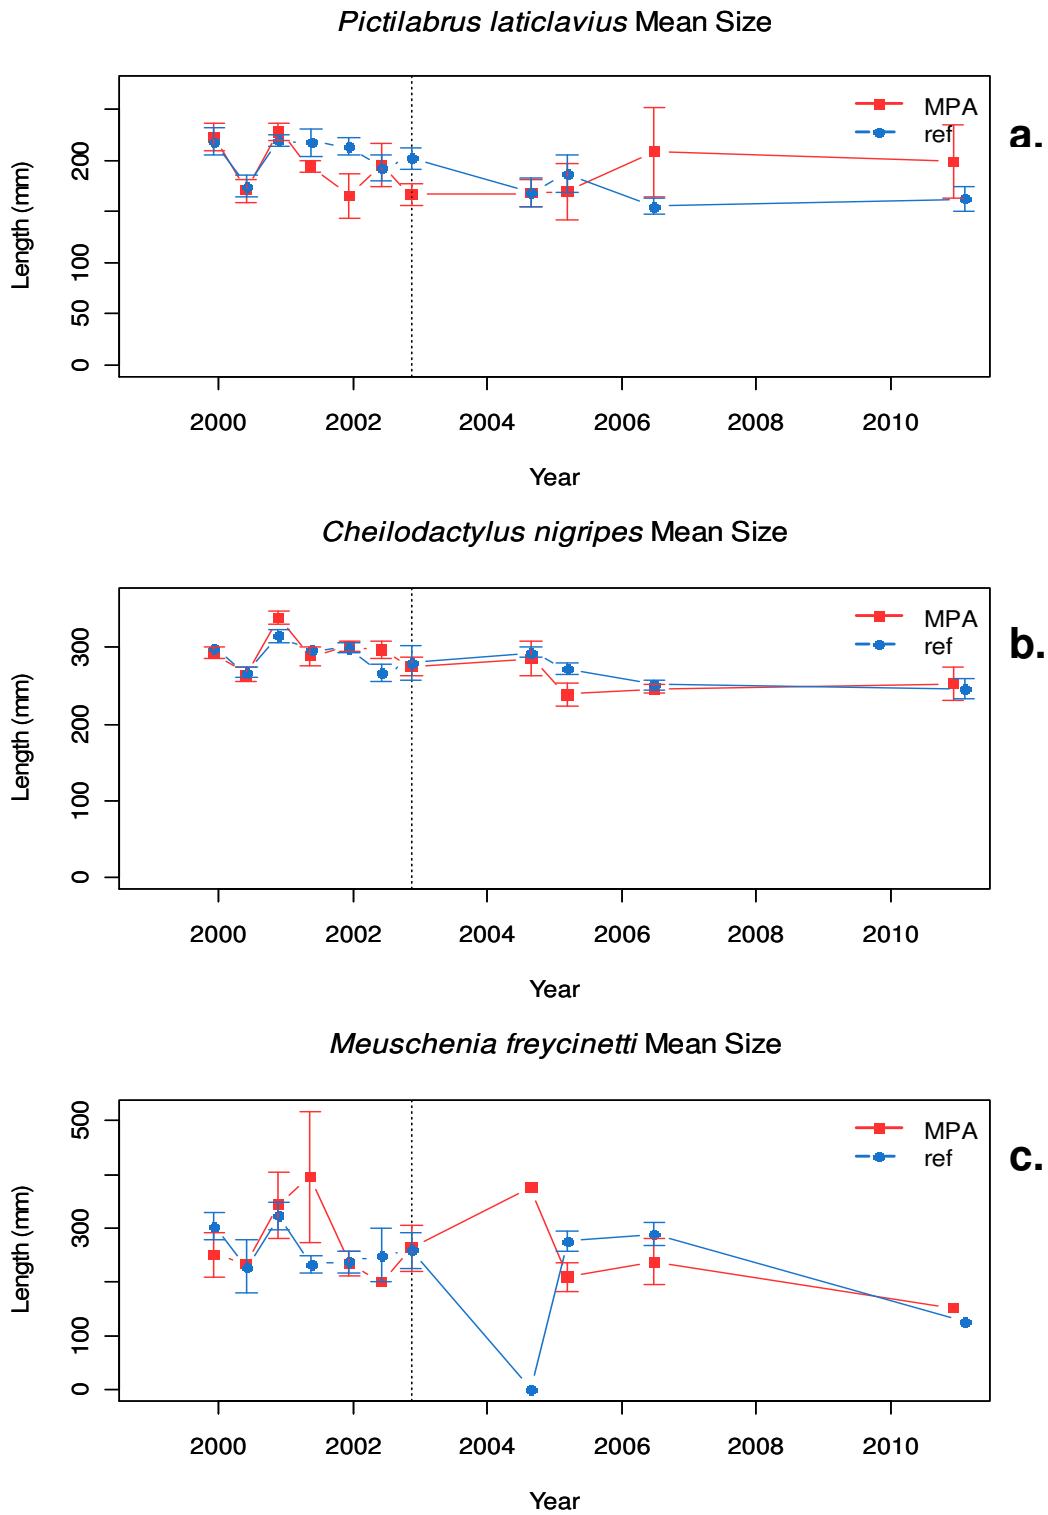 Pictilabrus laticlavius Mean Size
MPA
ref
a.
Length (mm)
200
100
50
0
2000 2002 2004 2006 2008 2010
Year
Cheilodactylus nigripes Mean Size
MPA
ref
b.
Length (mm)
300
200
100
0
2000 2002 2004 2006 2008 2010
Year
Meuschenia freycinetti Mean Size
MPA
ref
c.
Length (mm)
500
300
100
0
2000 2002 2004 2006 2008 2010
Year